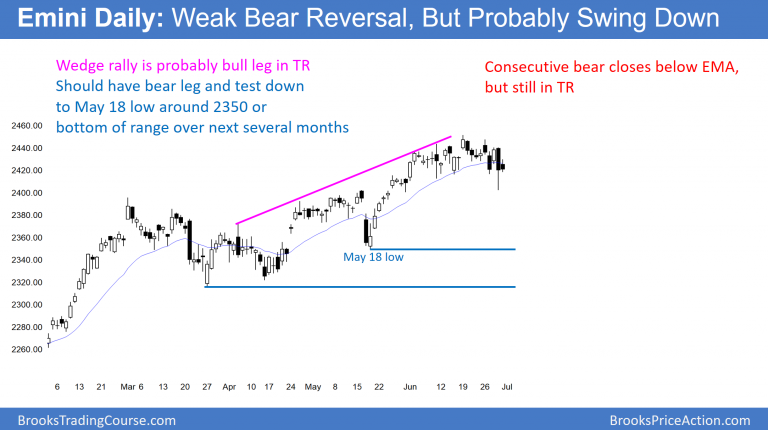 Emini Daily: Weak Bear Reversal, But Probably Swing Down
Wedge rally is probably bull leg in TR
Should have bear leg and test down
to May 18 low around 2350 or
bottom of range over next several months
Consecutive bear closes below EMA,
but still in TR
2460.00
2440.00
2420.00
2400.00
2380.00
2360.00
2340.00
2320.00
2300.00
2280.00
2260.00
May 18 low
6 13 21 Mar 6 13 20 27 Apr 10 17 24 May 8 15 22 Jun 12 19 26 Jul
BrooksTradingCourse.com
BrooksPriceAction.com